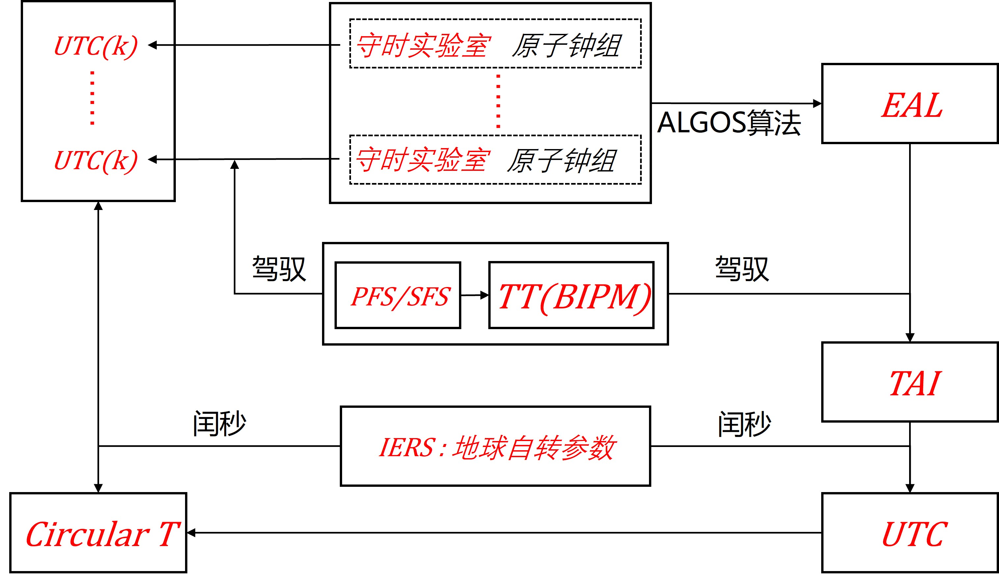 UTC(k)
守时实验室 原子钟组
EAL
ALGOS算法
UTC(k)
守时实验室 原子钟组
驾驭
驾驭
PFS/SFS
TT(BIPM)
TAI
闰秒
闰秒
IERS:地球自转参数
Circular T
UTC